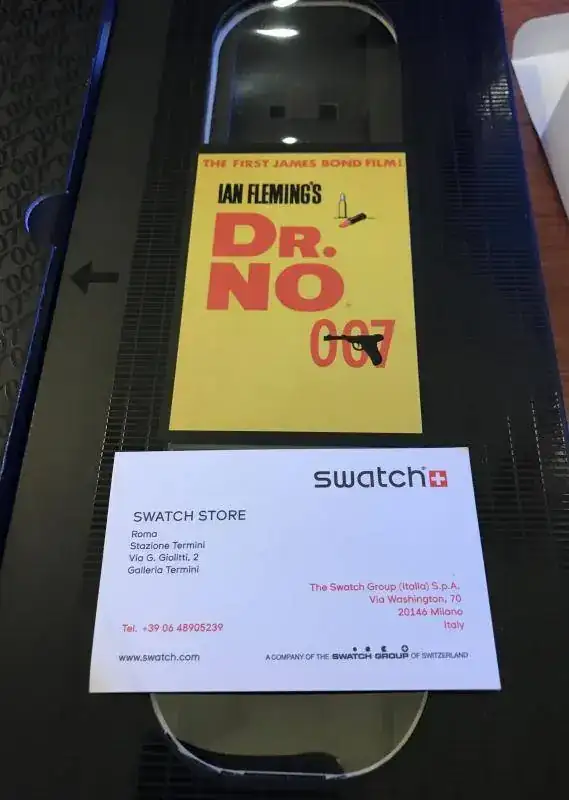 THE FIRST JAMES BOND FILM!
IAN FLEMING'S
DR.
NO
007
swatch
SWATCH STORE
Roma
Stazione Termini
Via G. Giolitti, 2
Galleria Termini
The Swatch Group (Italia) S.p.A.
Via Washington, 70
20146 Milano
Italy
Tel. +39 06 48905239
www.swatch.com
A COMPANY OF THE SWATCH GROUP OF SWITZERLAND